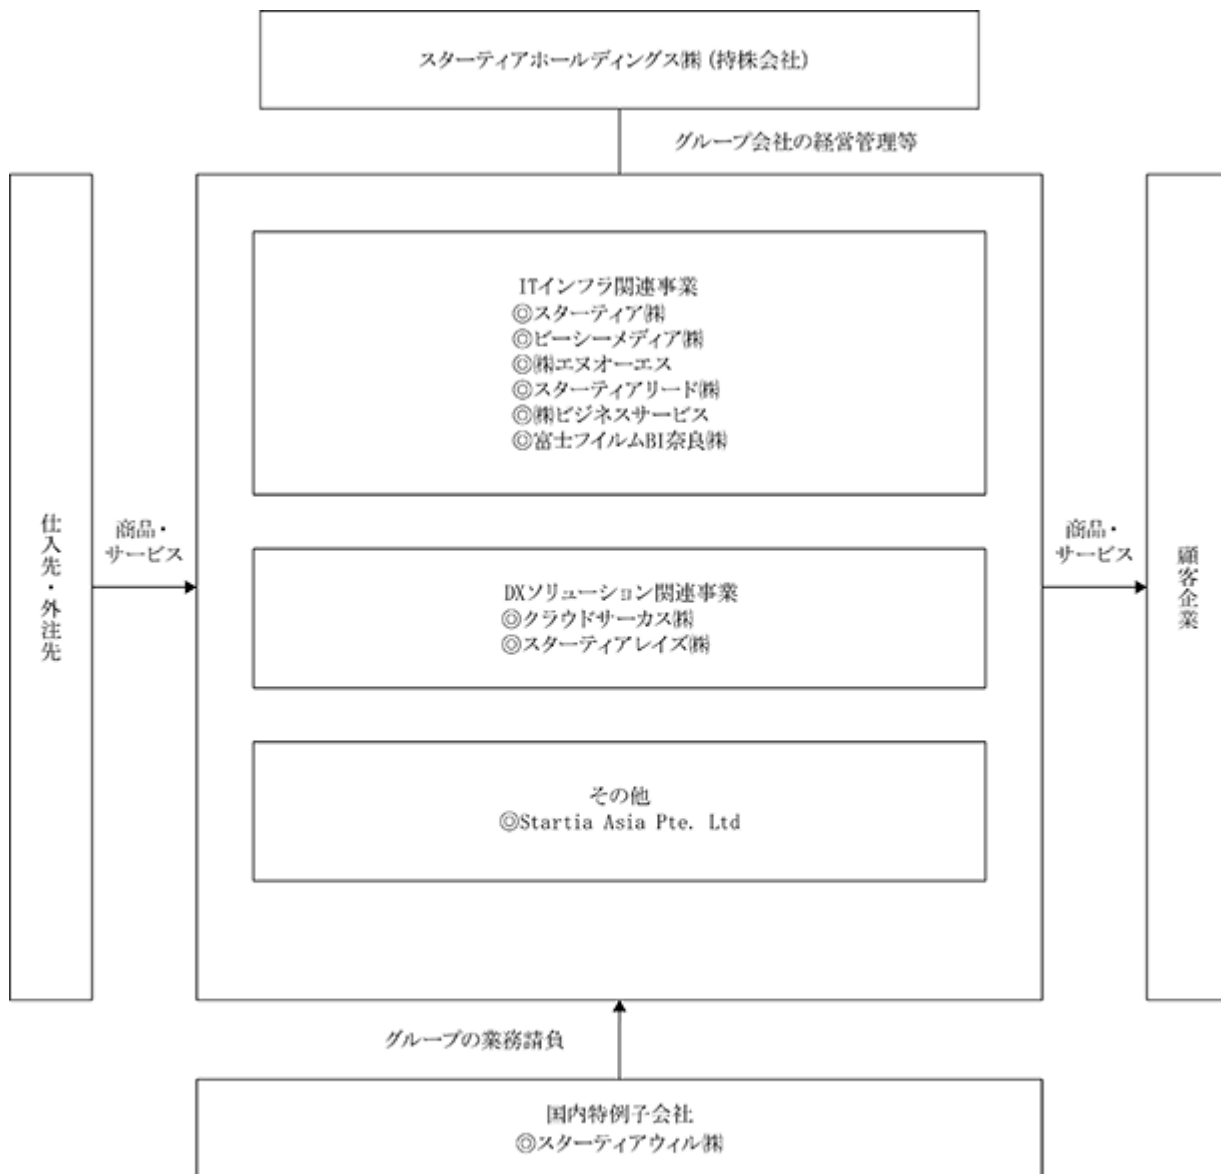 スターティアホールディングス㈱ (持株会社)
グループ会社の経営管理等
ITインフラ関連事業
◎スターティア㈱
◎ビーシーメディア㈱
◎㈱エヌオーエス
◎スターティアリード㈱
◎㈱ビジネスサービス
◎富士フイルムBI奈良㈱
仕入先・外注先
商品・
サービス
DXソリューション関連事業
◎クラウドサーカス㈱
◎スターティアレイズ㈱
商品・
サービス
顧客企業
その他
◎Startia Asia Pte. Ltd
グループの業務請負
国内特例子会社
◎スターティアウィル㈱